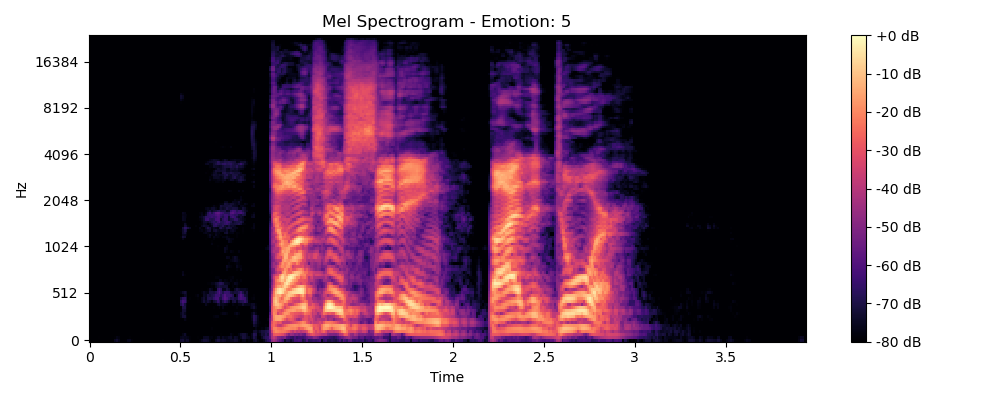 Mel Spectrogram - Emotion: 5
Hz
16384
8192
4096
2048
1024
512
0
0 0.5 1 1.5 2 2.5 3 3.5
Time
+0 dB
-10 dB
-20 dB
-30 dB
-40 dB
-50 dB
-60 dB
-70 dB
-80 dB